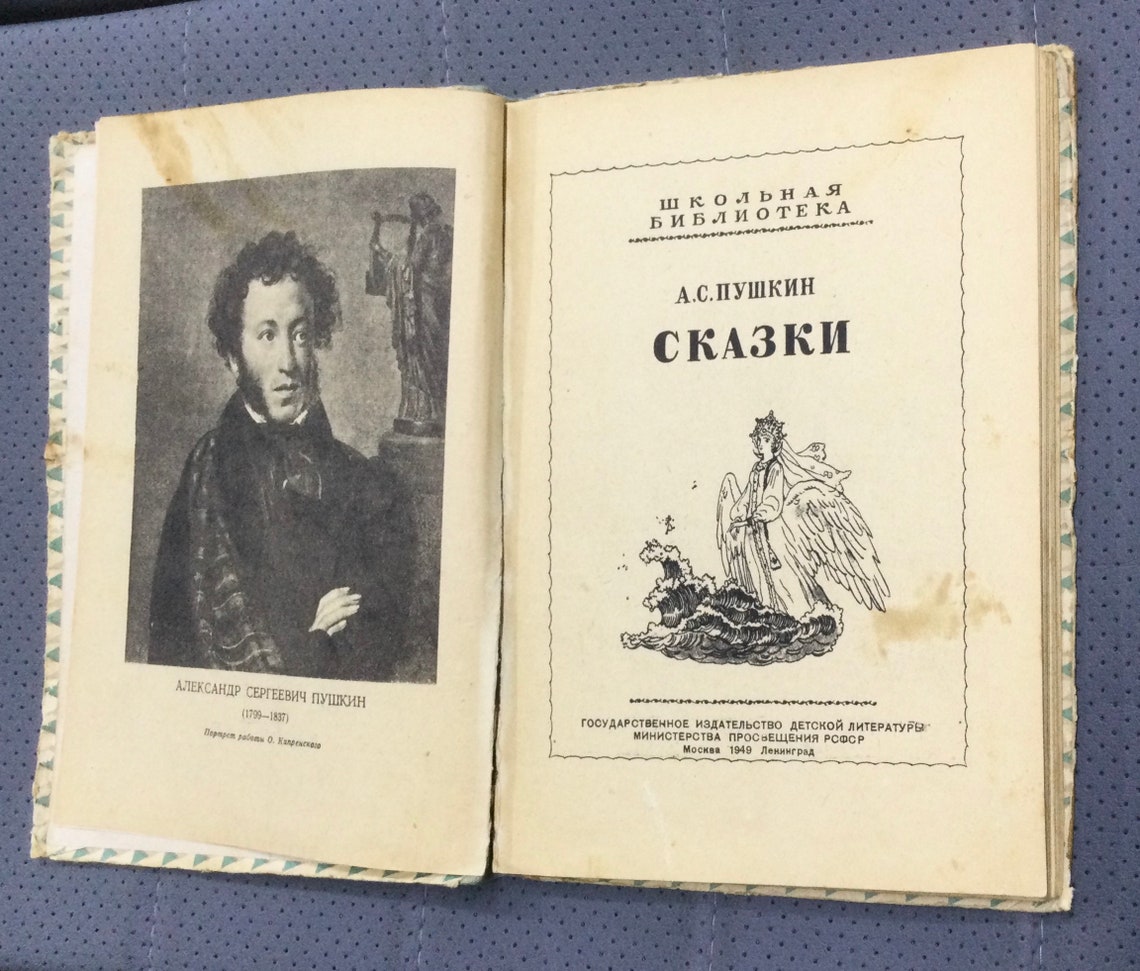 АЛЕКСАНДР СЕРГЕЕВИЧ ПУШКИН
(1799—1837)
Портрет работы О. Кипренского
ШКОЛЬНАЯ
БИБЛИОТЕКА
А.С.ПУШКИН
СКАЗКИ
ГОСУДАРСТВЕННОЕ ИЗДАТЕЛЬСТВО ДЕТСКОЙ ЛИТЕРАТУРЫ
МИНИСТЕРСТВА ПРОСВЕЩЕНИЯ РСФСР
Москва 1949 Ленинград